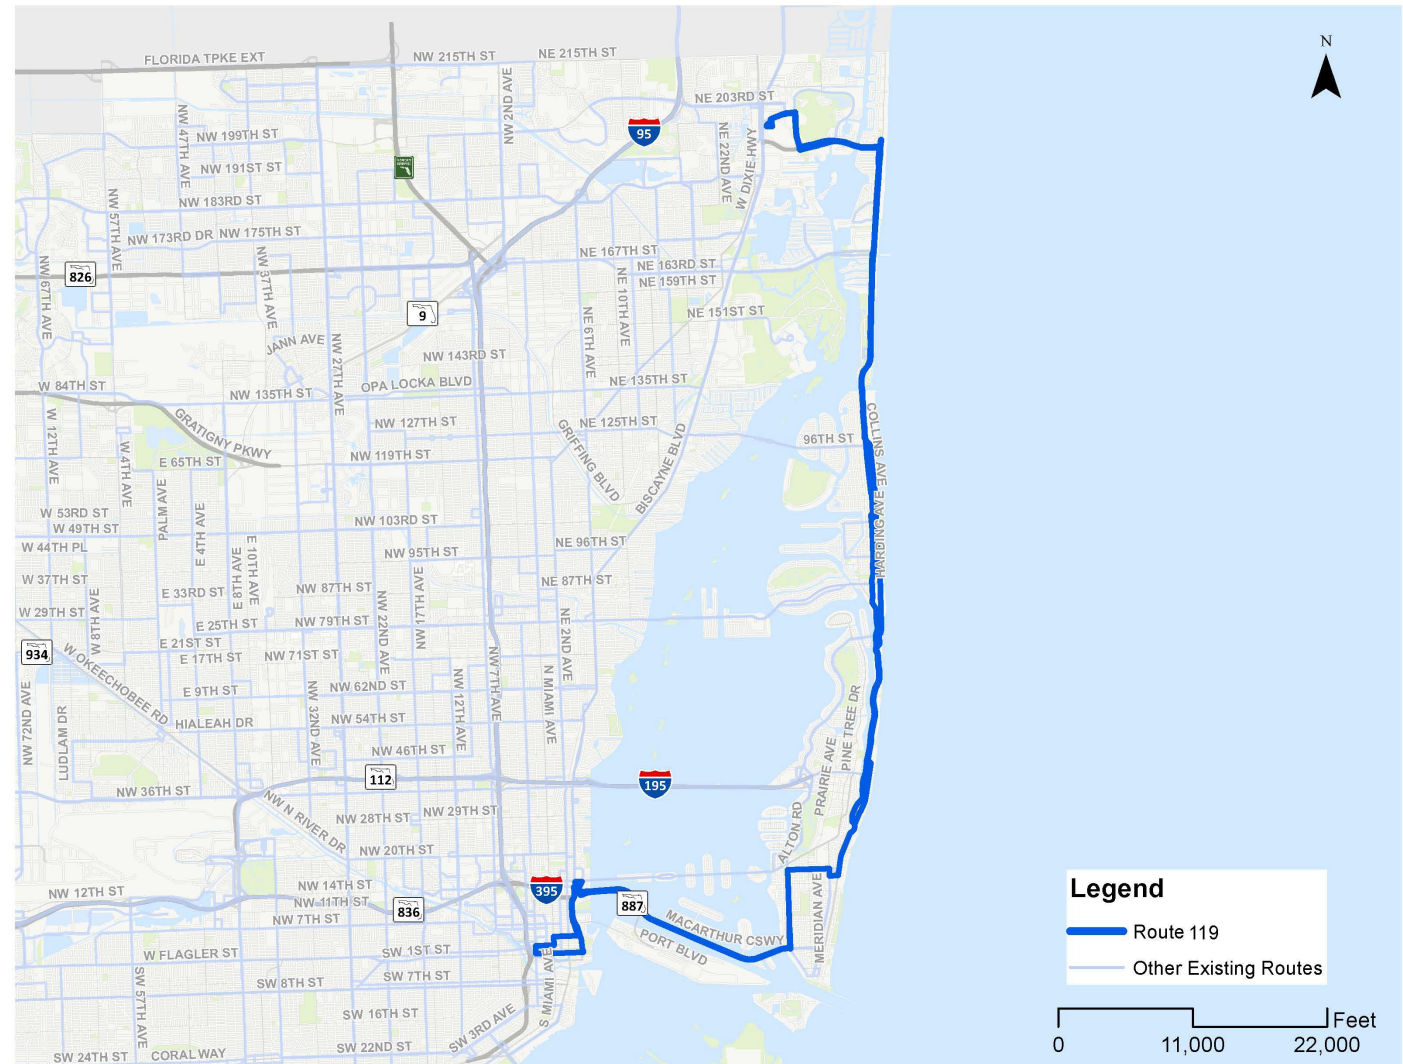 N
FLORIDA TPKE EXT
NW 215TH ST
NE 215TH ST
NE 203RD ST
NW 47TH AVE
NW 2ND AVE
NW 199TH ST
95
NE 22ND AVE
W DIXIE HWY
NW 191ST ST
NW 57TH AVE
NW 183RD ST
NW 173RD DR
NW 175TH ST
NW 67TH AVE
826
NW 37TH AVE
NE 167TH ST
NE 163RD ST
NE 159TH ST
NE 10TH AVE
9
NE 6TH AVE
NE 151ST ST
JANN AVE
NW 27TH AVE
NW 143RD ST
W 84TH ST
NW 135TH ST
OPA LOCKA BLVD
NE 135TH ST
W 12TH AVE
GRATIGNY PKWY
NW 127TH ST
NE 125TH ST
GRIFFING BLVD
BISCAYNE BLVD
COLLINS AVE
96TH ST
W 4TH AVE
E 65TH ST
NW 119TH ST
PALM AVE
E 4TH AVE
W 53RD ST
W 49TH ST
NW 103RD ST
HARDING AVE
W 44TH PL
E 8TH AVE
E 10TH AVE
NW 95TH ST
NE 96TH ST
W 37TH ST
W 8TH AVE
E 33RD ST
NW 87TH ST
NW 17TH AVE
NE 87TH ST
W 29TH ST
E 25TH ST
NW 79TH ST
NW 22ND AVE
NE 2ND AVE
934
W OKEECHOBEE RD
E 21ST ST
E 17TH ST
NW 71ST ST
NW 7TH AVE
N MIAMI AVE
E 9TH ST
NW 62ND ST
NW 12TH AVE
NW 72ND AVE
LUDLAM DR
HIALEAH DR
NW 32ND AVE
NW 54TH ST
PINE TREE DR
PRAIRIE AVE
NW 46TH ST
112
195
NW 36TH ST
NW N RIVER DR
NW 28TH ST
NW 29TH ST
ALTON RD
NW 20TH ST
NW 12TH ST
NW 14TH ST
NW 11TH ST
836
395
887
MERIDIAN AVE
NW 7TH ST
MACARTHUR CSWY
PORT BLVD
W FLAGLER ST
SW 1ST ST
SW 57TH AVE
SW 8TH ST
SW 7TH ST
S MIAMI AVE
SW 16TH ST
SW 3RD AVE
SW 24TH ST
CORAL WAY
SW 22ND ST
Legend
Route 119
Other Existing Routes
Feet
0 11,000 22,000